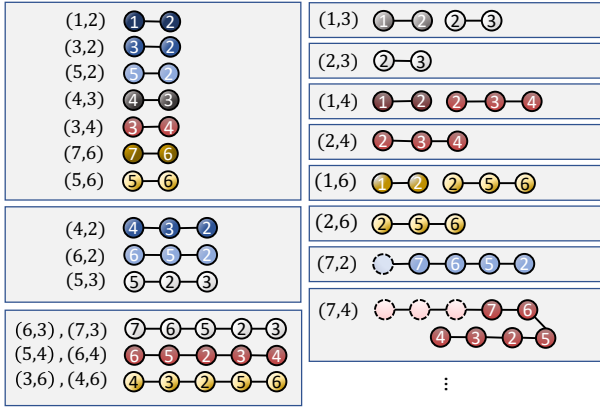 (1,2) 1 2
(3,2) 3 2
(5,2) 5 2
(4,3) 4 3
(3,4) 3 4
(7,6) 7 6
(5,6) 5 6
(4,2) 4 3 2
(6,2) 6 5 2
(5,3) 5 2 3
(6,3) , (7,3) 7 6 5 2 3
(5,4) , (6,4) 6 5 2 3 4
(3,6) , (4,6) 4 3 2 5 6
(1,3) 1 2 2 3
(2,3) 2 3
(1,4) 1 2 2 3 4
(2,4) 2 3 4
(1,6) 1 2 2 5 6
(2,6) 2 5 6
(7,2) 7 6 5 2
(7,4) 7 6
4 3 2 5
⋮